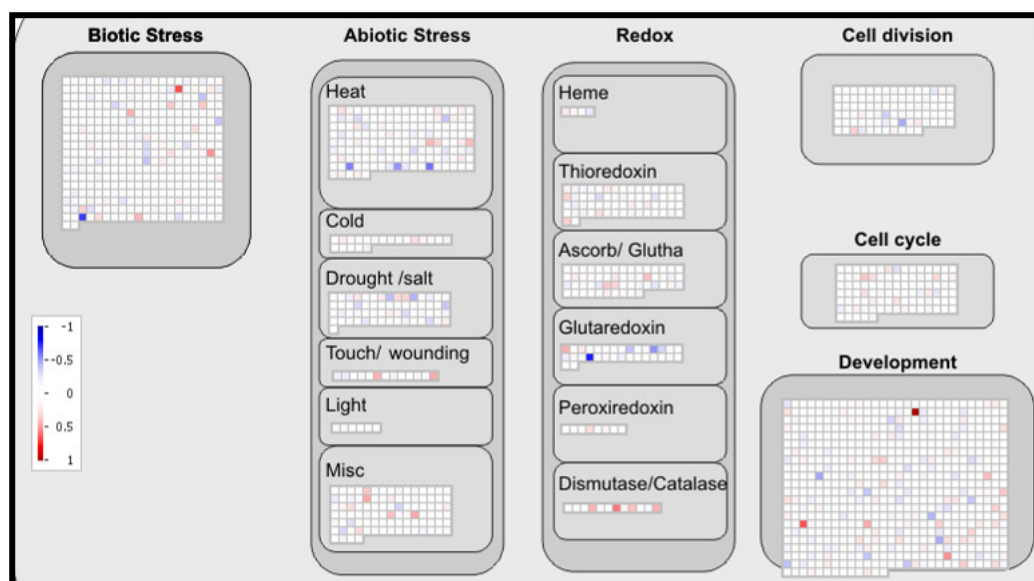 Biotic Stress
Abiotic Stress
Redox
Cell division
Heat
Heme
Thioredoxin
Cold
Ascorb/ Glutha
Cell cycle
Drought /salt
Glutaredoxin
-1
-0.5
0
0.5
1
Touch/ wounding
Development
Light
Peroxiredoxin
Misc
Dismutase/Catalase